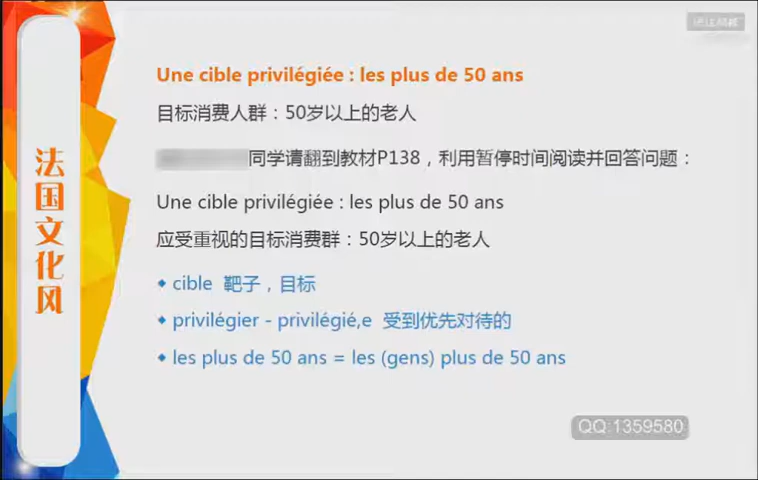 法国文化风
Une cible privilégiée : les plus de 50 ans
目标消费人群：50岁以上的老人
同学请翻到教材P138，利用暂停时间阅读并回答问题：
Une cible privilégiée : les plus de 50 ans
应受重视的目标消费群：50岁以上的老人
◆ cible 靶子，目标
◆ privilégier - privilégié,e 受到优先对待的
◆ les plus de 50 ans = les (gens) plus de 50 ans
QQ:1359580